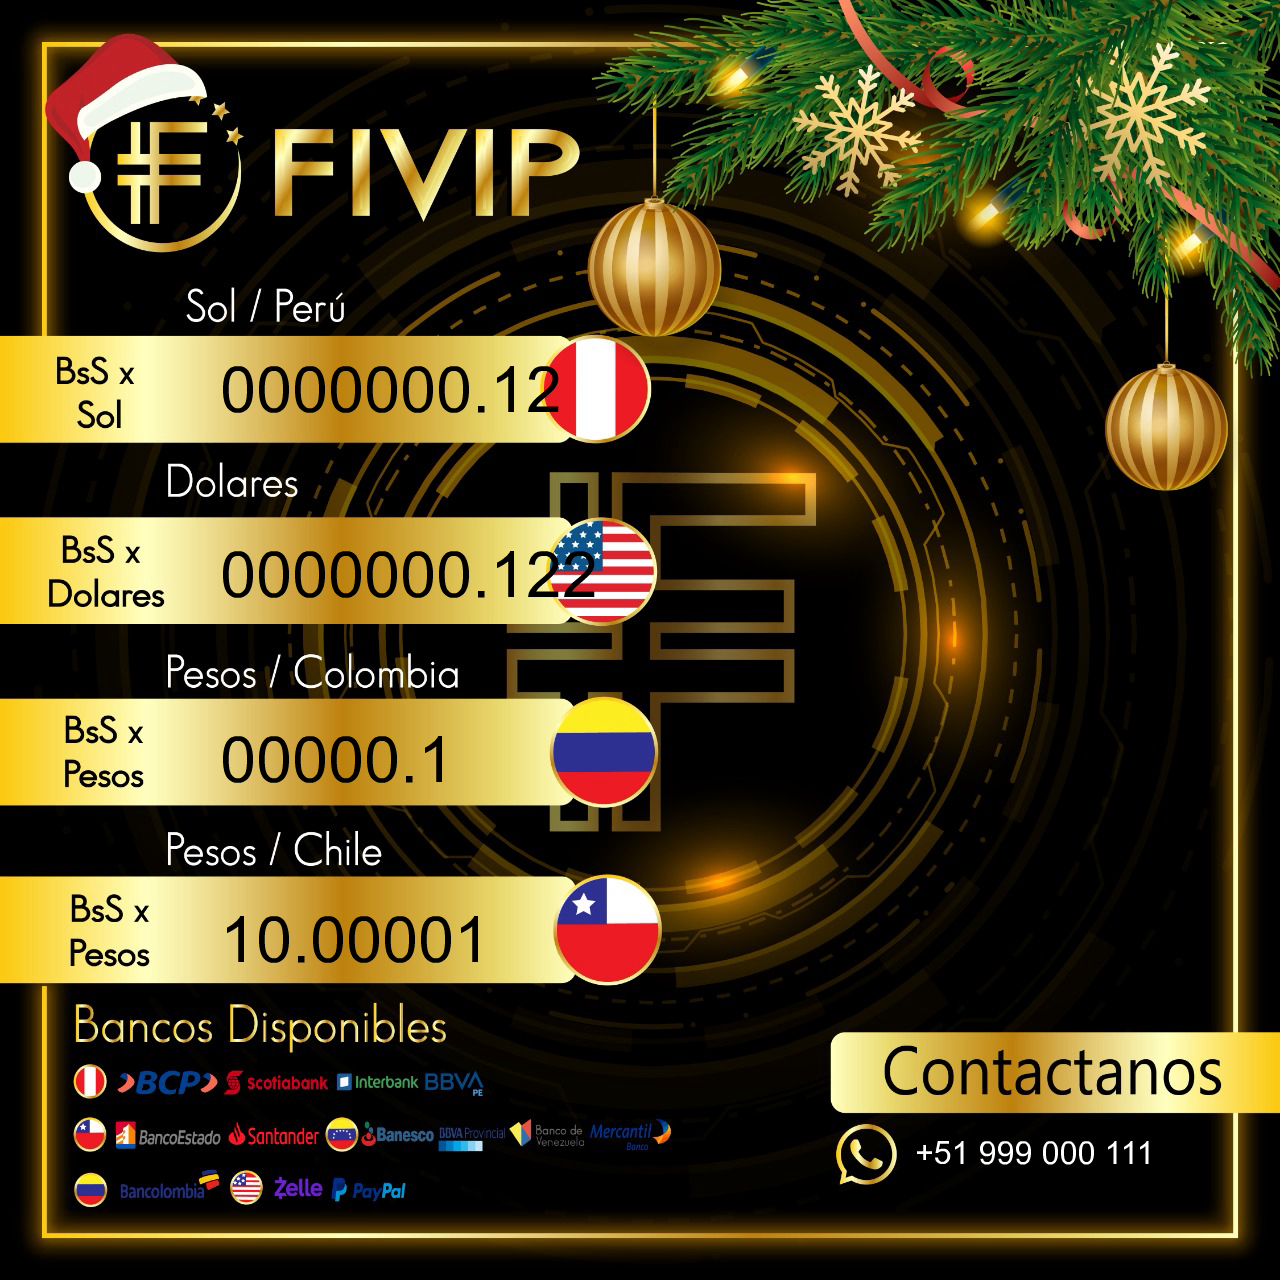 FIVIP
Sol / Perú
BsS x
Sol
0000000.12
Dolares
BsS x
Dolares
0000000.122
Pesos / Colombia
BsS x
Pesos
00000.1
Pesos / Chile
BsS x
Pesos
10.00001
Bancos Disponibles
BCP Scotiabank Interbank BBVA
PE
BancoEstado Santander Banesco BBVA Provincial Banco de Venezuela Mercantil Banco
Bancolombia Zelle PayPal
Contactanos
+51 999 000 111